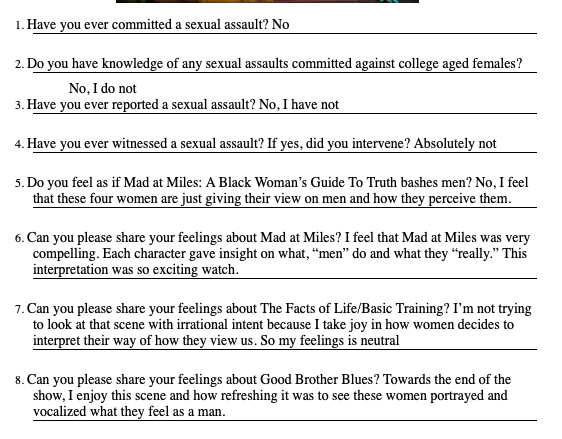 1. Have you ever committed a sexual assault? No
2. Do you have knowledge of any sexual assaults committed against college aged females?
No, I do not
3. Have you ever reported a sexual assault? No, I have not
4. Have you ever witnessed a sexual assault? If yes, did you intervene? Absolutely not
5. Do you feel as if Mad at Miles: A Black Woman’s Guide To Truth bashes men? No, I feel
that these four women are just giving their view on men and how they perceive them.
6. Can you please share your feelings about Mad at Miles? I feel that Mad at Miles was very
compelling. Each character gave insight on what, “men” do and what they “really.” This
interpretation was so exciting watch.
7. Can you please share your feelings about The Facts of Life/Basic Training? I’m not trying
to look at that scene with irrational intent because I take joy in how women decides to
interpret their way of how they view us. So my feelings is neutral
8. Can you please share your feelings about Good Brother Blues? Towards the end of the
show, I enjoy this scene and how refreshing it was to see these women portrayed and
vocalized what they feel as a man.